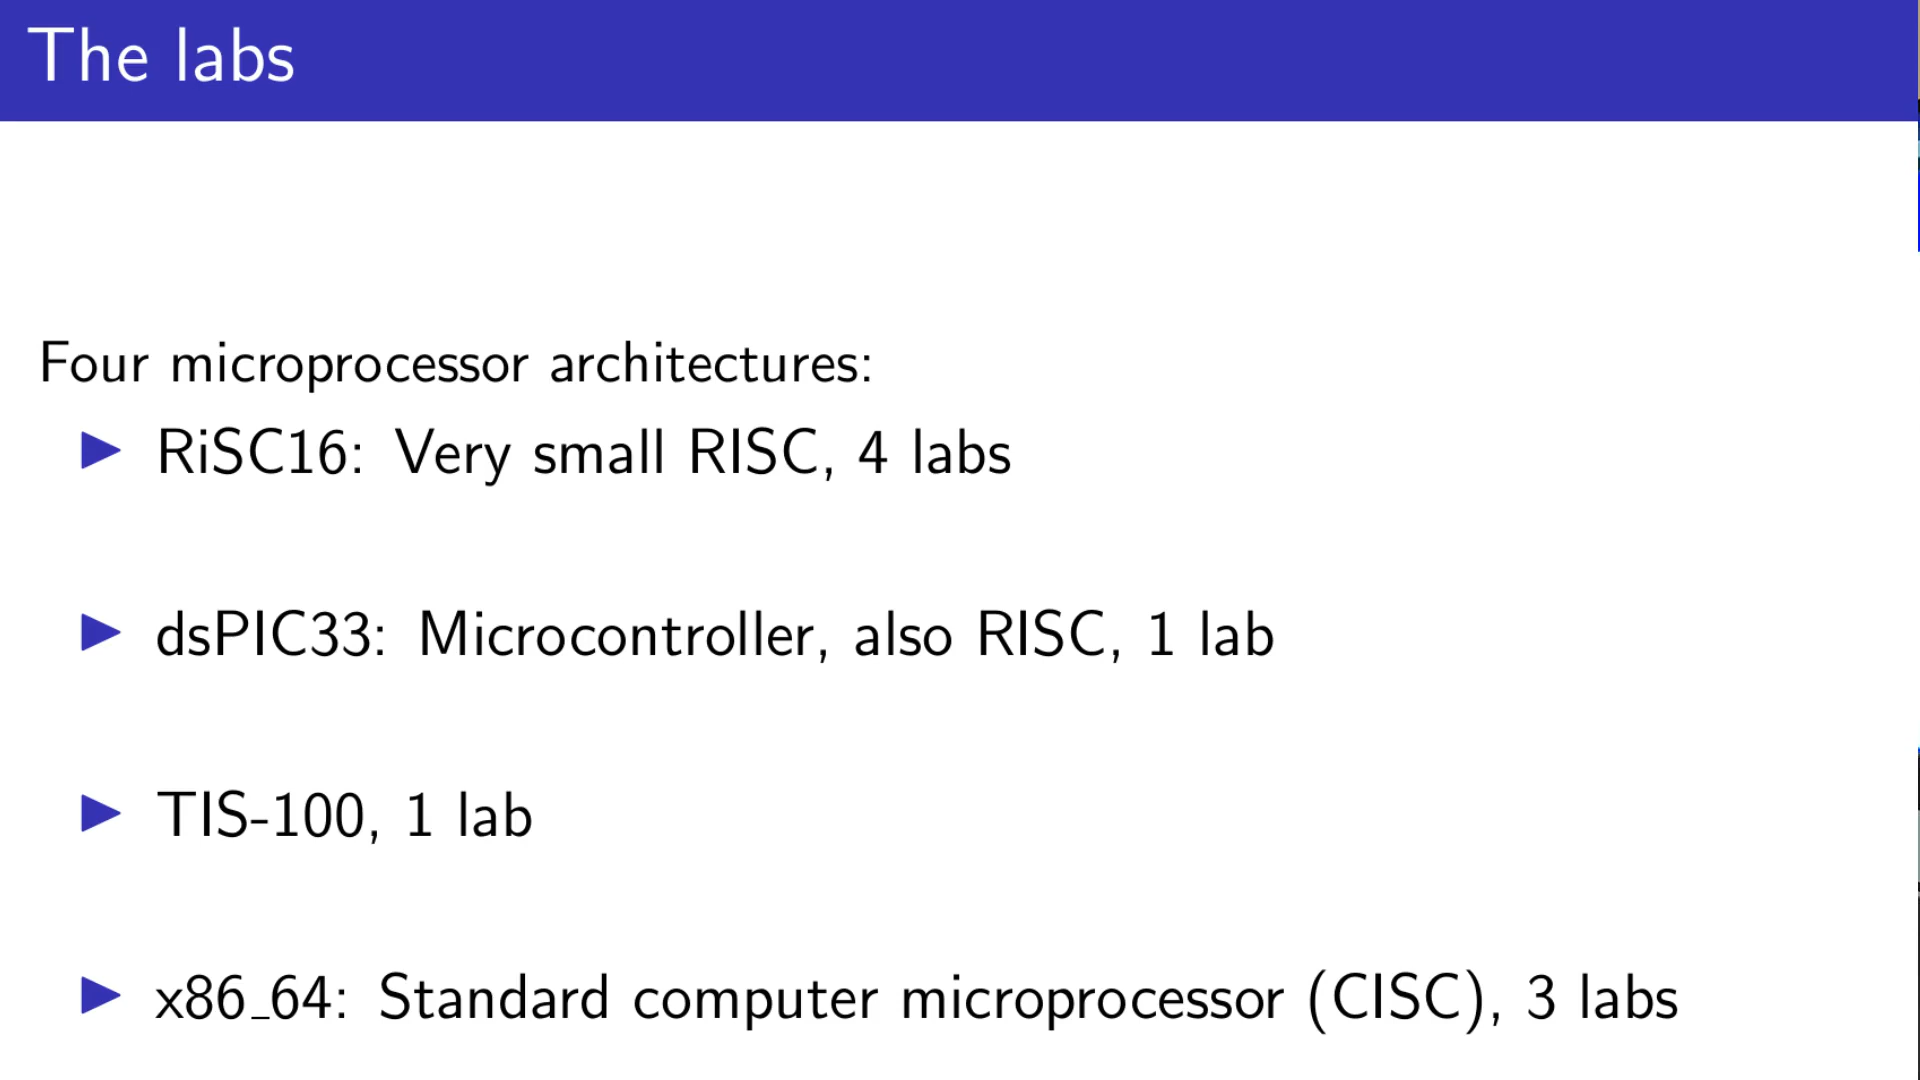 The labs
Four microprocessor architectures:
RiSC16: Very small RISC, 4 labs
dsPIC33: Microcontroller, also RISC, 1 lab
TIS-100, 1 lab
x86_64: Standard computer microprocessor (CISC), 3 labs